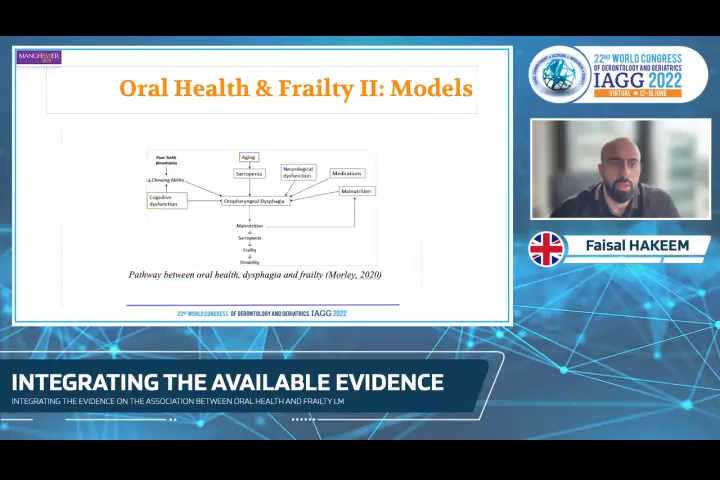 MANCHESTER
1824
Oral Health & Frailty II: Models
Poor Teeth
Xerostomia
↓Chewing Ability
Cognitive
dysfunction
Aging
Sarcopenia
Neurological
dysfunction
Medications
Malnutrition
Oropharyngeal Dysphagia
Malnutrition
Sarcopenia
Frailty
Disability
Pathway between oral health, dysphagia and frailty (Morley, 2020)
22ND WORLD CONGRESS OF GERONTOLOGY AND GERIATRICS IAGG 2022
22ND WORLD CONGRESS
OF GERONTOLOGY AND GERIATRICS
IAGG 2022
VIRTUAL ★ 12-16 JUNE
Faisal HAKEEM
INTEGRATING THE AVAILABLE EVIDENCE
INTEGRATING THE EVIDENCE ON THE ASSOCIATION BETWEEN ORAL HEALTH AND FRAILTY LM